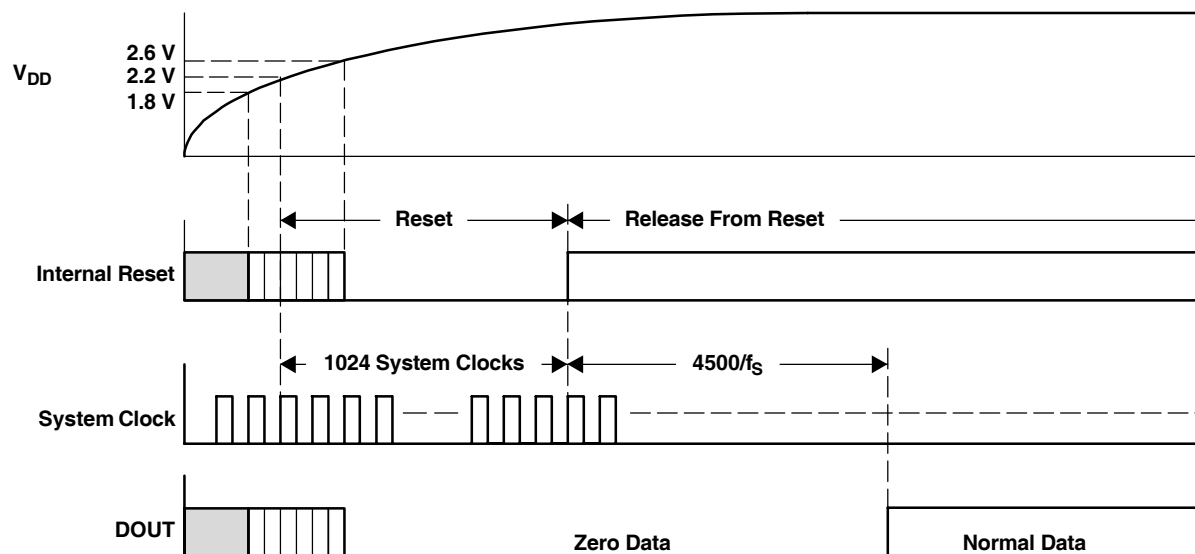 2.6 V
V_DD
2.2 V
1.8 V
Reset
Release From Reset
Internal Reset
1024 System Clocks
4500/f_S
System Clock
DOUT
Zero Data
Normal Data